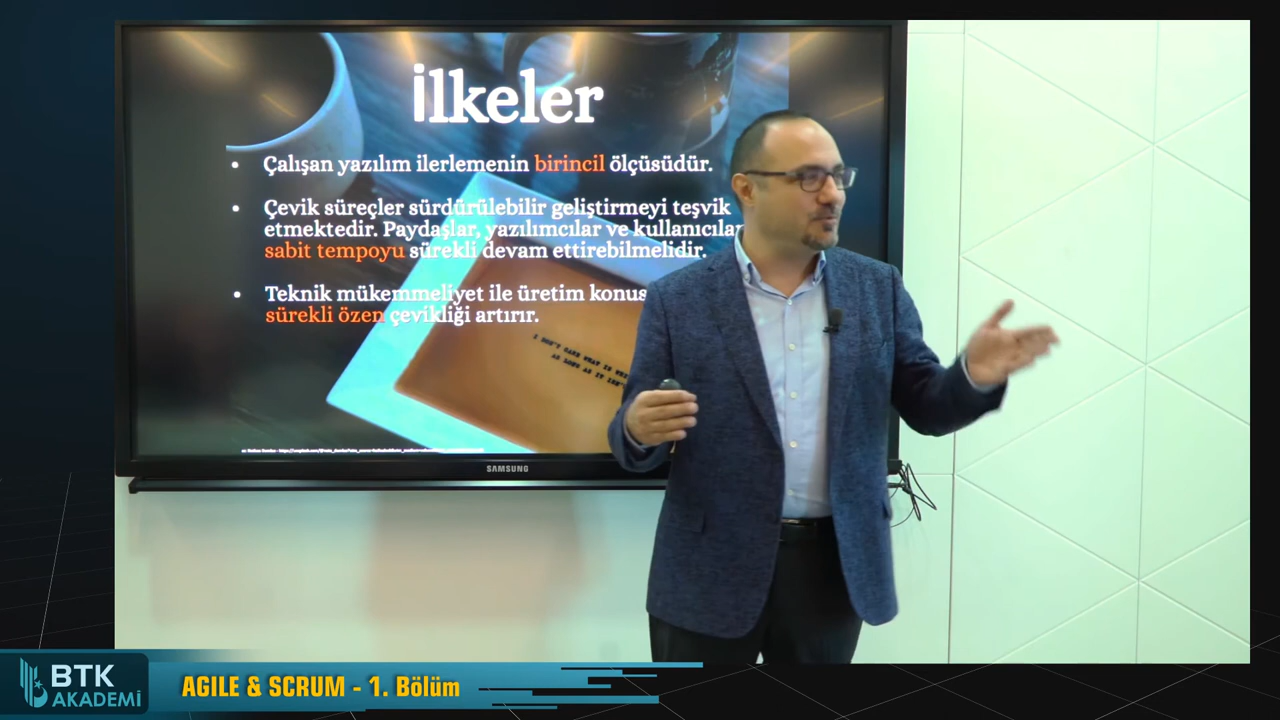 İlkeler
• Çalışan yazılım ilerlemenin birincil ölçüsüdür.
• Çevik süreçler sürdürülebilir geliştirmeyi teşvik
etmektedir. Paydaşlar, yazılımcılar ve kullanıcılar
sabit tempoyu sürekli devam ettirebilmelidir.
• Teknik mükemmeliyet ile üretim
sürekli özen çevikliği artırır.
SAMSUNG
BTK
AKADEMİ
AGILE & SCRUM - 1. Bölüm